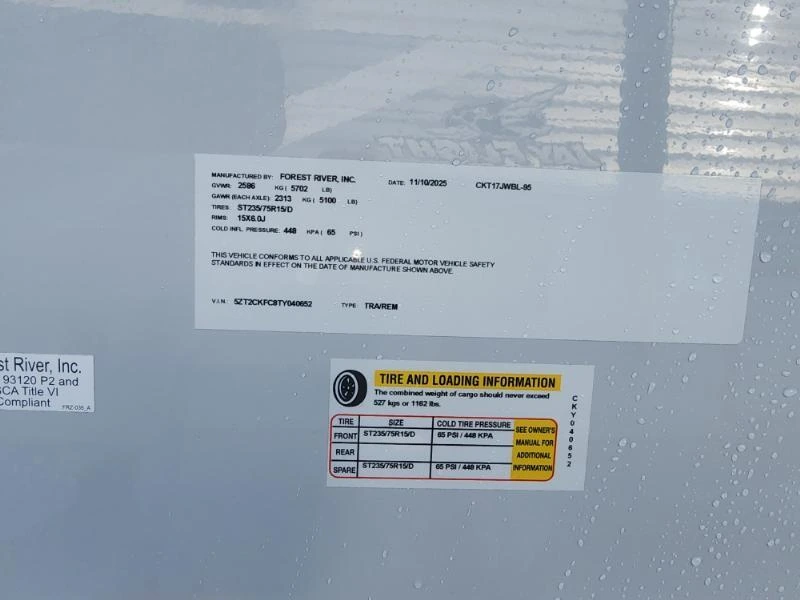 MANUFACTURED BY: FOREST RIVER, INC. DATE: 11/10/2025 CKT17JWBL-95
GVWR: 2586 KG ( 5702 LB)
GAWR (EACH AXLE): 2313 KG ( 5100 LB)
TIRES: ST235/75R15/D
RIMS: 15X6.0J
COLD INFL. PRESSURE: 448 KPA ( 65 PSI )
THIS VEHICLE CONFORMS TO ALL APPLICABLE U.S. FEDERAL MOTOR VEHICLE SAFETY
STANDARDS IN EFFECT ON THE DATE OF MANUFACTURE SHOWN ABOVE.
V.I.N.: 5ZT2CKFC8TY040652 TYPE: TRA/REM
st River, Inc.
93120 P2 and
SCA Title VI
Compliant
FRZ-035_A
TIRE AND LOADING INFORMATION
The combined weight of cargo should never exceed
527 kgs or 1162 lbs.
TIRE SIZE COLD TIRE PRESSURE
FRONT ST235/75R15/D 65 PSI / 448 KPA
REAR
SPARE ST235/75R15/D 65 PSI / 448 KPA
SEE OWNER'S
MANUAL FOR
ADDITIONAL
INFORMATION
CKY040652